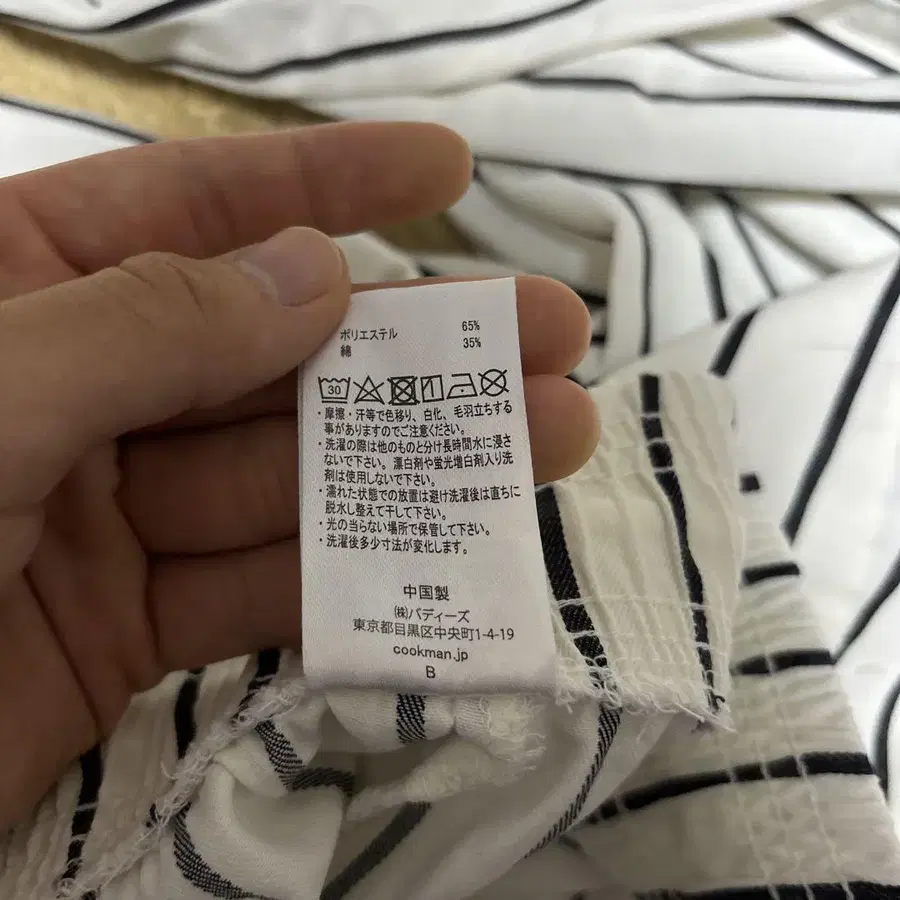 ポリエステル 65%
綿 35%
30
・摩擦・汗等で色移り、白化、毛羽立ちする
事がありますのでご注意ください。
・洗濯の際は他のものと分け長時間水に浸さ
ないで下さい。漂白剤や蛍光増白剤入り洗
剤は使用しないで下さい。
・濡れた状態での放置は避け洗濯後は直ちに
脱水し整えて干して下さい。
・光の当らない場所で保管して下さい。
・洗濯後多少寸法が変化します。
中国製
㈱バディーズ
東京都目黒区中央町1-4-19
cookman.jp
B